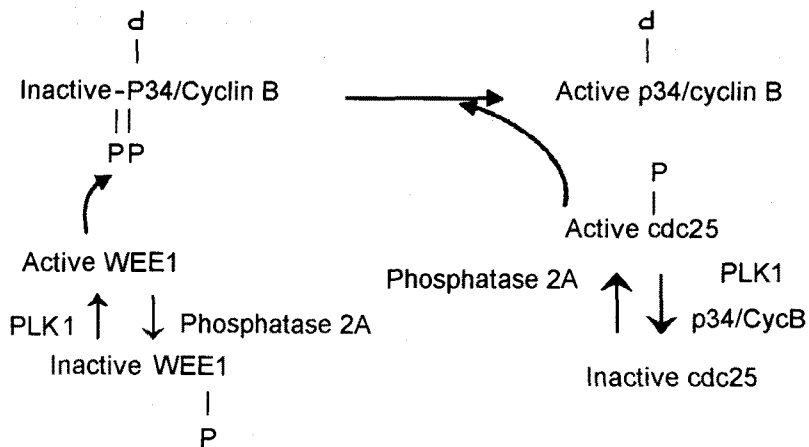 P P
Inactive-P34/Cyclin B Active p34/cyclin B
PP P
Active WEE1 Active cdc25
PLK1 Phosphatase 2A Phosphatase 2A PLK1
p34/CycB
Inactive WEE1 Inactive cdc25
P